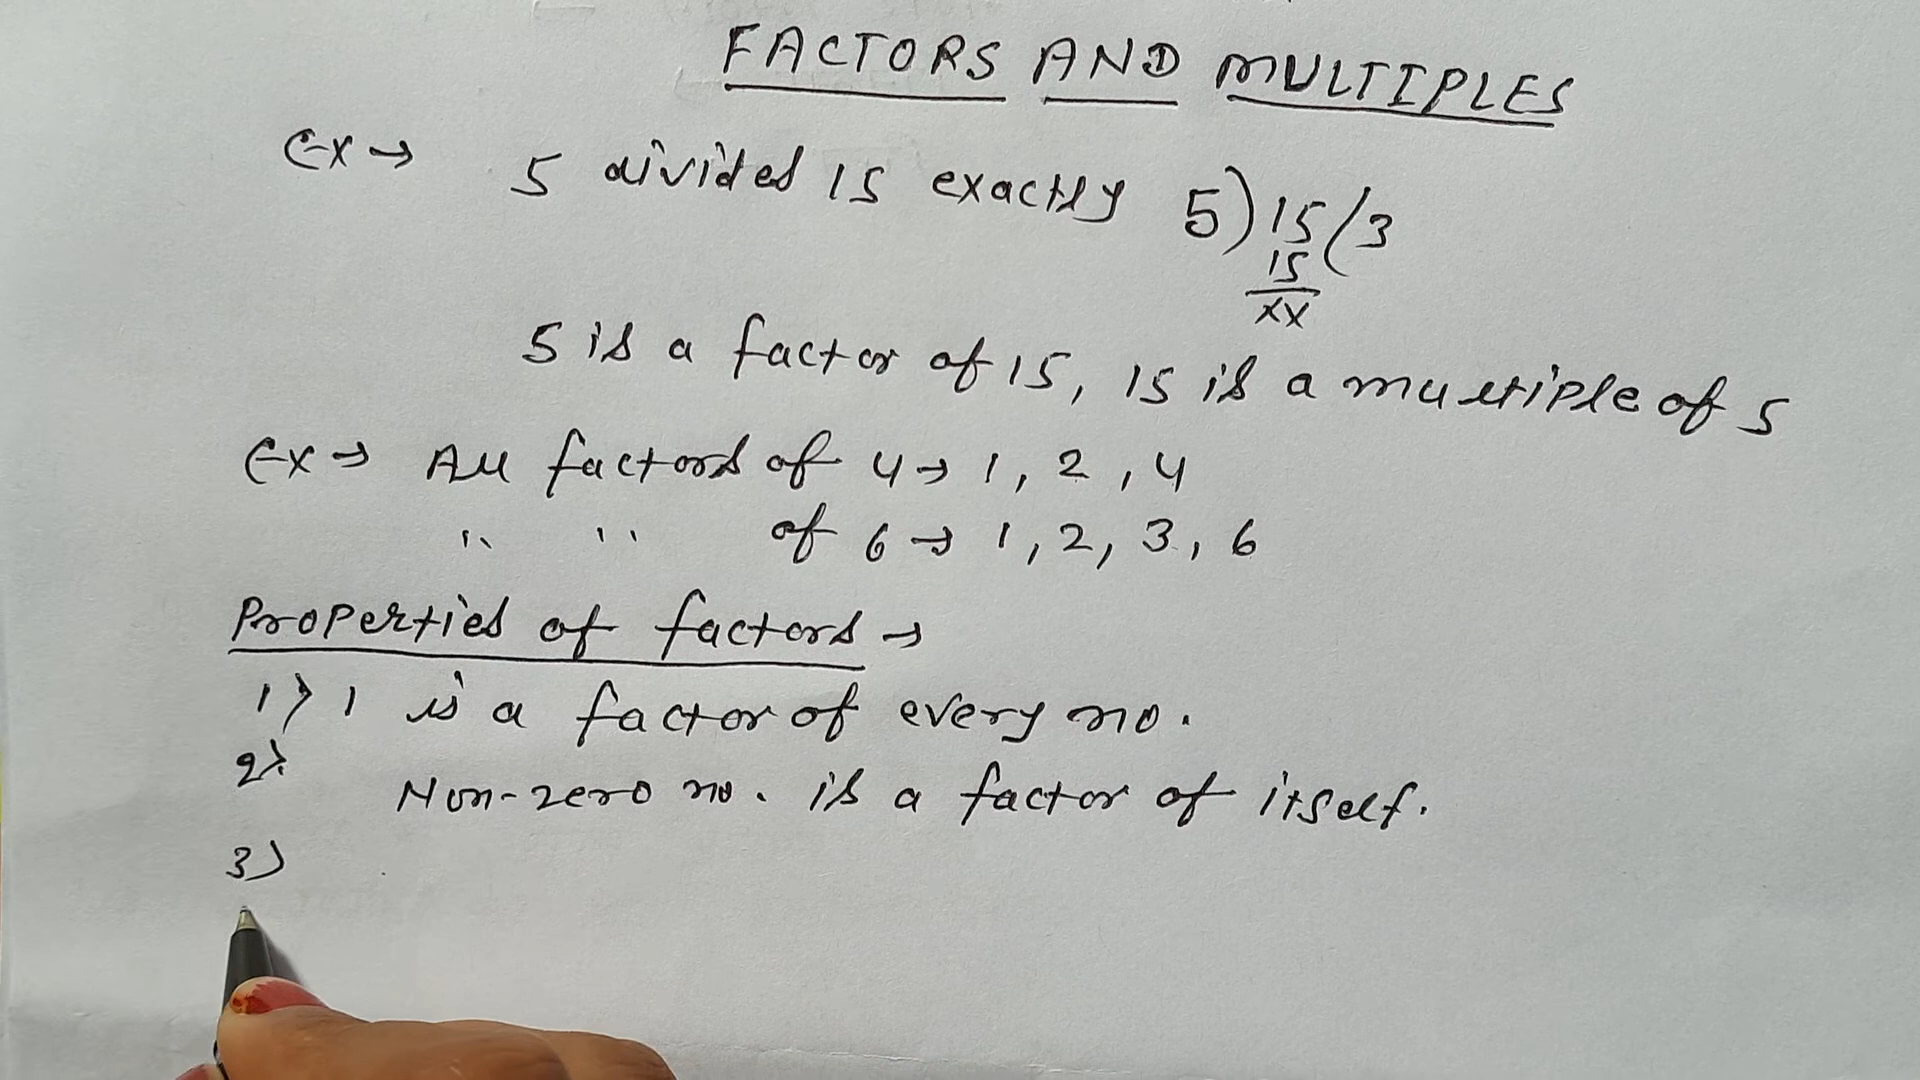 FACTORS AND MULTIPLES
Ex → 5 divided 15 exactly 5)15(3
15
xx
5 is a factor of 15, 15 is a multiple of 5
Ex → All factors of 4 → 1, 2, 4
" " of 6 → 1, 2, 3, 6
Properties of factors →
1) 1 is a factor of every no.
2) Non-zero no. is a factor of itself.
3)